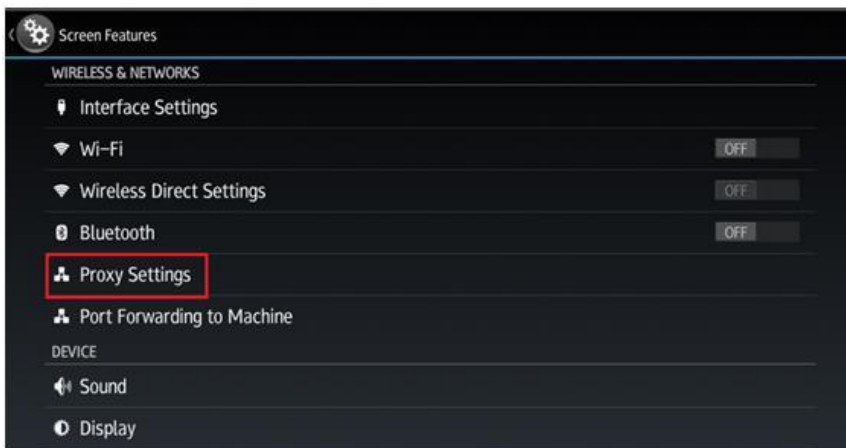 Screen Features
WIRELESS & NETWORKS
Interface Settings
Wi-Fi
OFF
Wireless Direct Settings
OFF
Bluetooth
OFF
Proxy Settings
Port Forwarding to Machine
DEVICE
Sound
Display